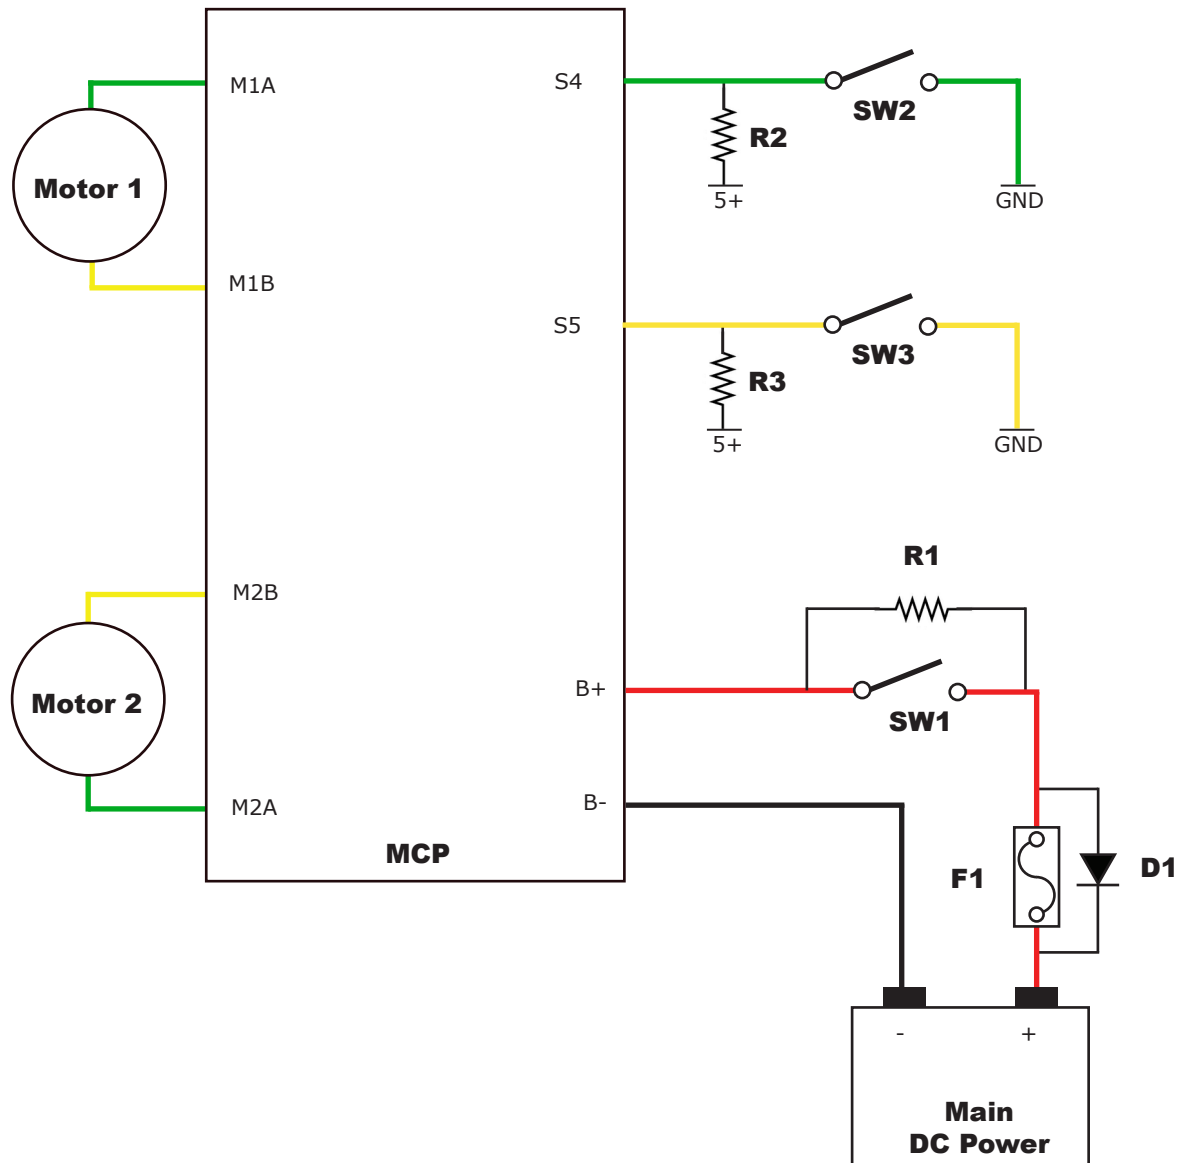 M1A
S4
SW2
R2
Motor 1
5+
GND
M1B
S5
SW3
R3
5+
GND
R1
M2B
B+
Motor 2
SW1
M2A
B-
MCP
F1
D1
-
+
Main
DC Power